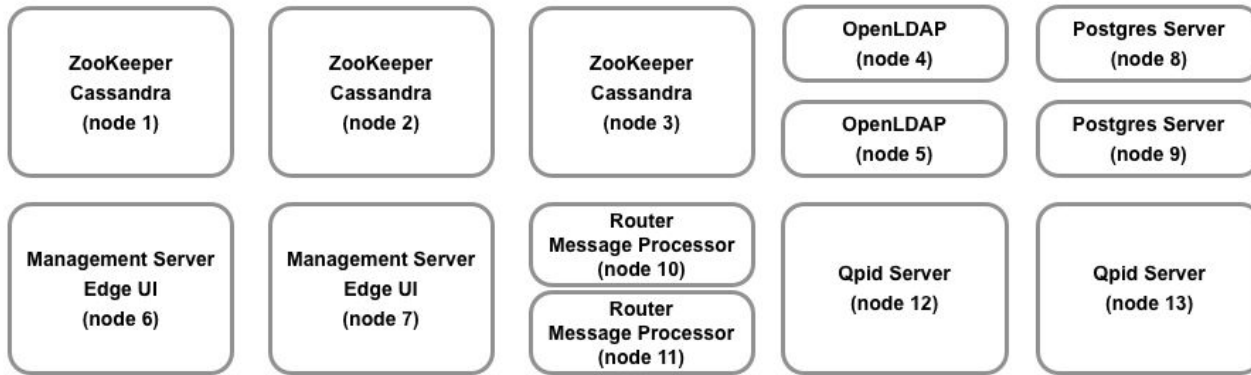 ZooKeeper
Cassandra
(node 1)
ZooKeeper
Cassandra
(node 2)
ZooKeeper
Cassandra
(node 3)
OpenLDAP
(node 4)
OpenLDAP
(node 5)
Postgres Server
(node 8)
Postgres Server
(node 9)
Management Server
Edge UI
(node 6)
Management Server
Edge UI
(node 7)
Router
Message Processor
(node 10)
Router
Message Processor
(node 11)
Qpid Server
(node 12)
Qpid Server
(node 13)